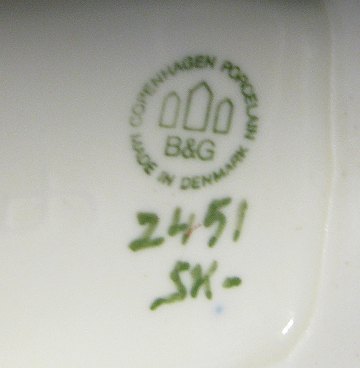 COPENHAGEN PORCELAIN
B&G
MADE IN DENMARK
2451
SK-